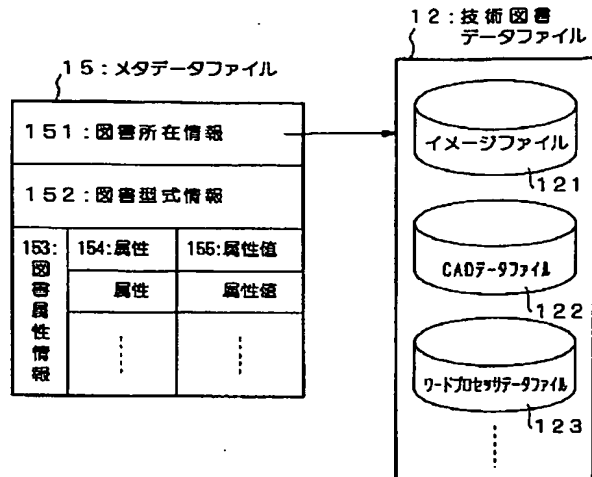 12:技術図書
データファイル
15:メタデータファイル
151:図書所在情報
152:図書型式情報
153:
図
書
属
性
情
報
154:属性
155:属性値
属性
属性値
イメージファイル
121
CADデータファイル
122
ワードプロセッサデータファイル
123